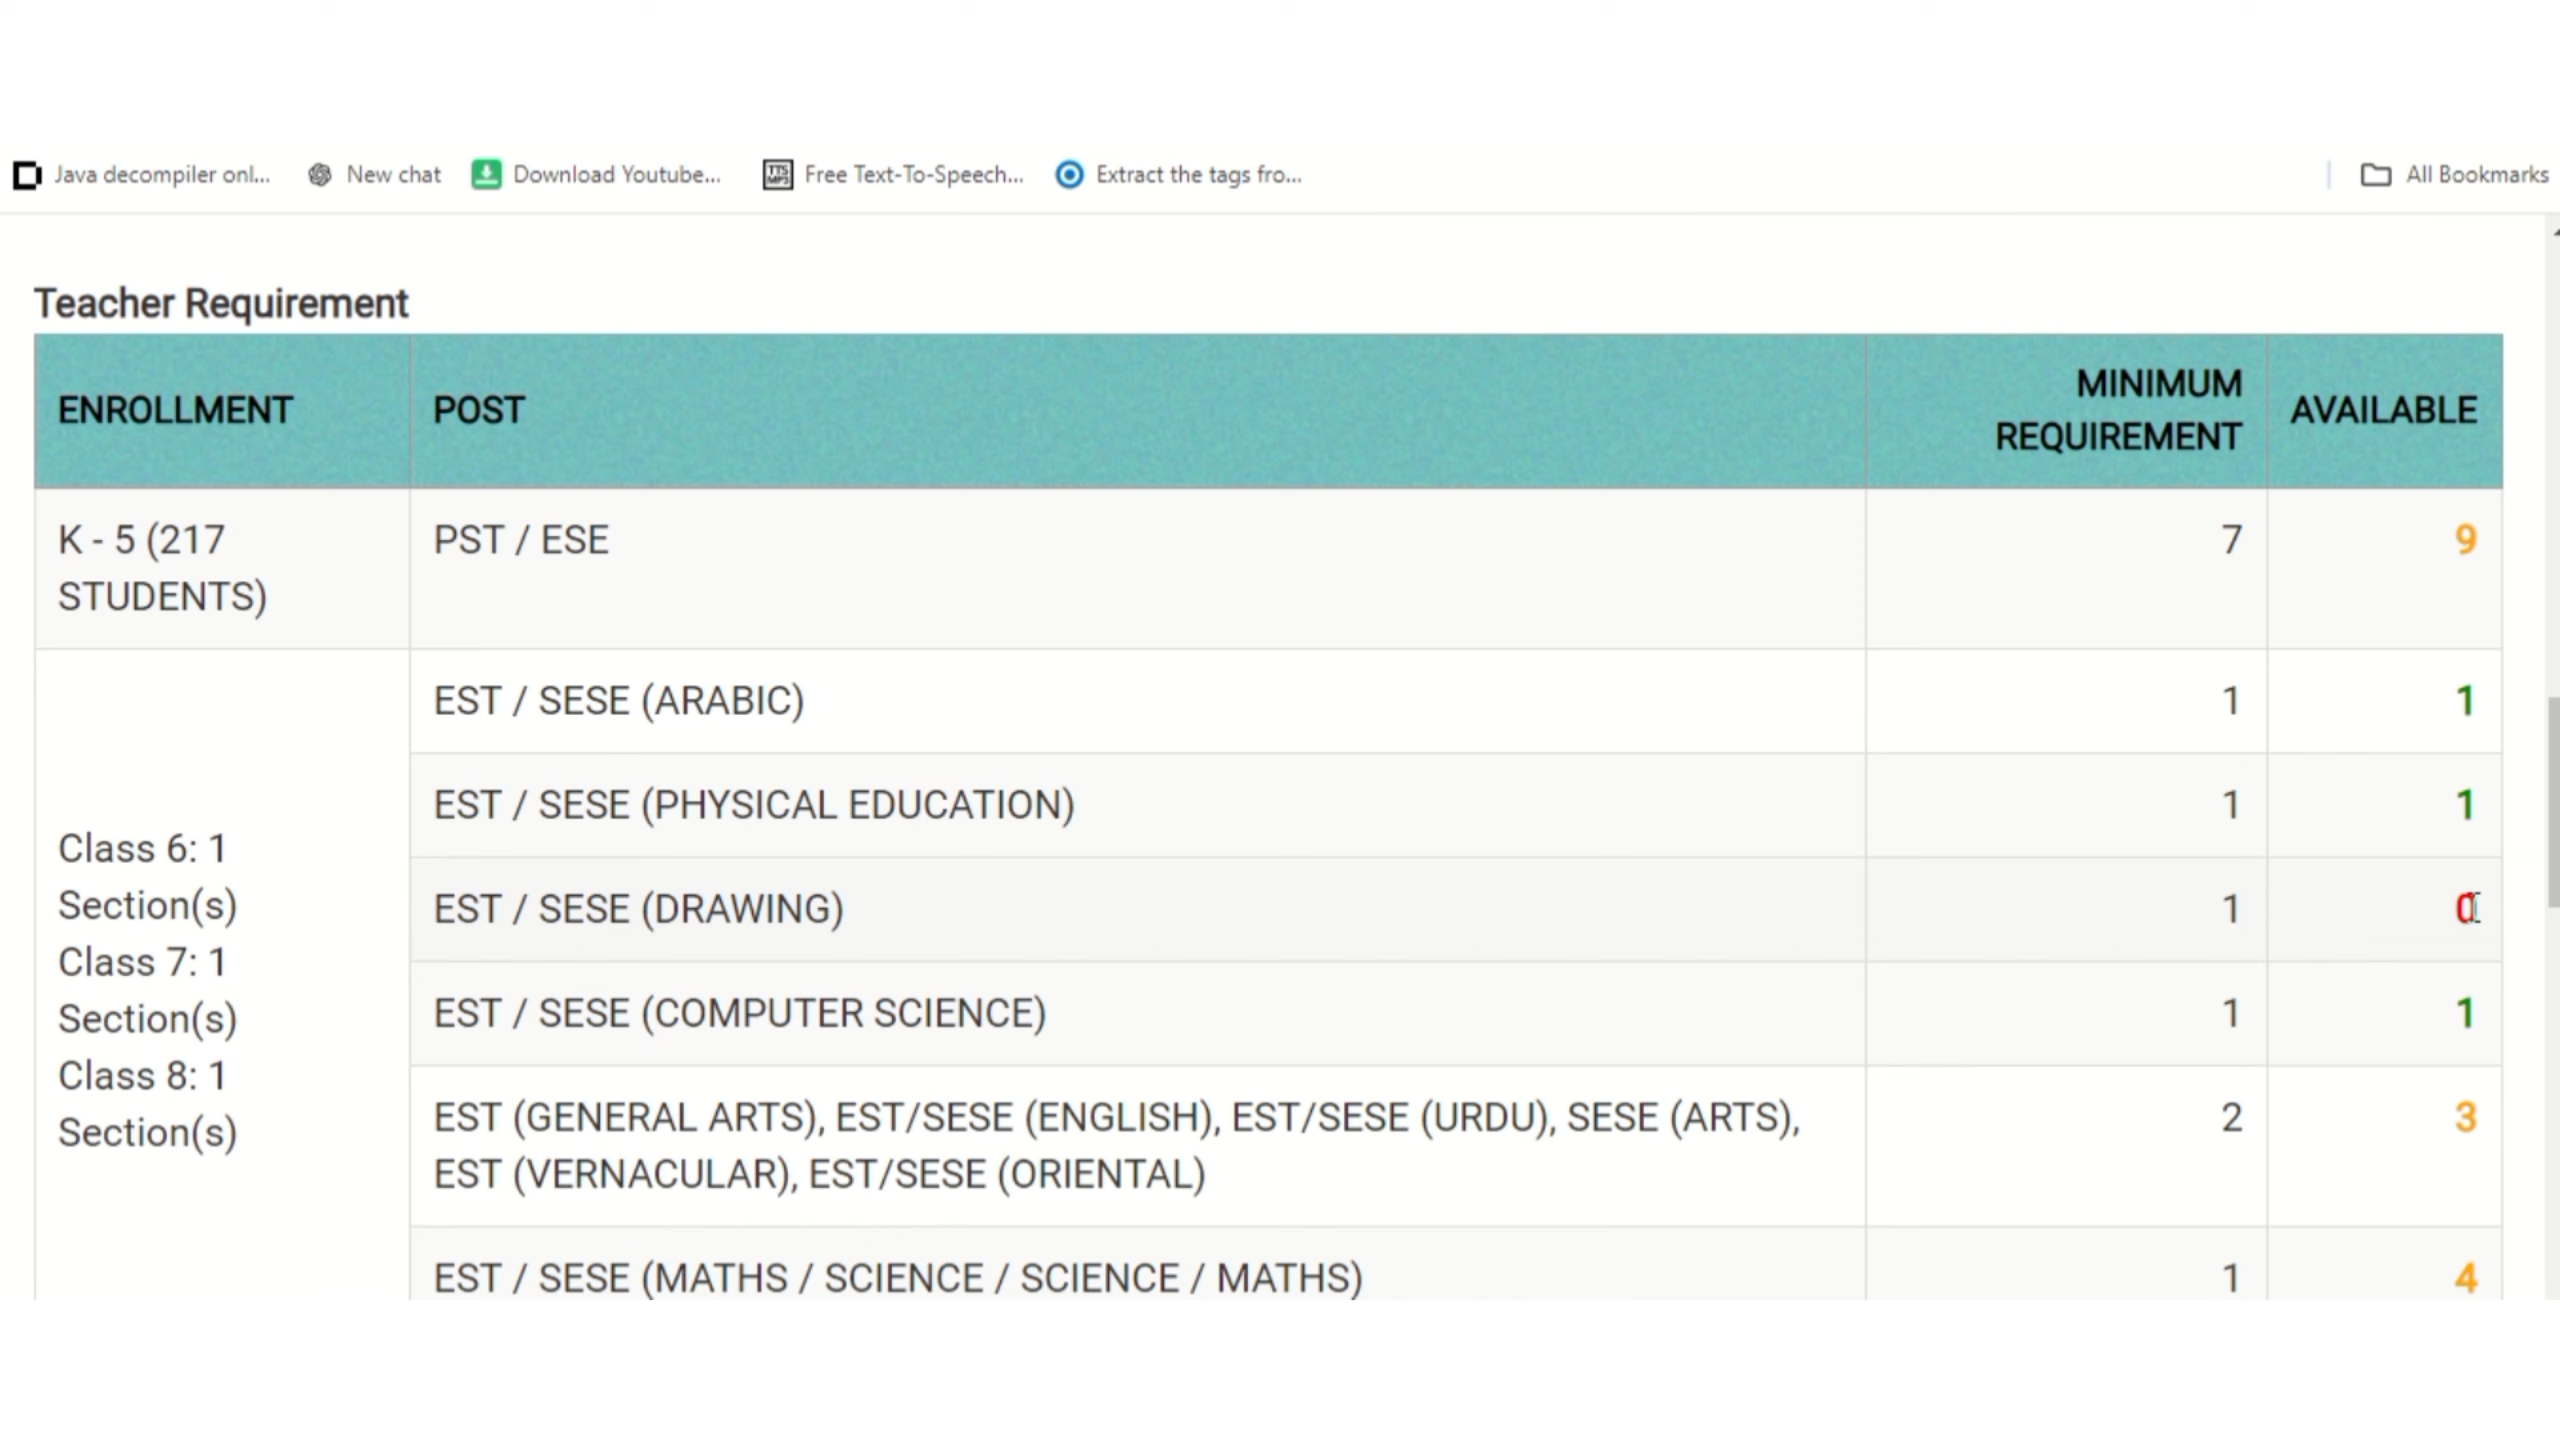 Java decompiler onl... New chat Download Youtube... TTS MP3 Free Text-To-Speech... Extract the tags fro... All Bookmarks
Teacher Requirement
ENROLLMENT POST MINIMUM REQUIREMENT AVAILABLE
K - 5 (217 STUDENTS) PST / ESE 7 9
Class 6: 1
Section(s)
Class 7: 1
Section(s)
Class 8: 1
Section(s)
EST / SESE (ARABIC) 1 1
EST / SESE (PHYSICAL EDUCATION) 1 1
EST / SESE (DRAWING) 1 0
EST / SESE (COMPUTER SCIENCE) 1 1
EST (GENERAL ARTS), EST/SESE (ENGLISH), EST/SESE (URDU), SESE (ARTS), 2 3
EST (VERNACULAR), EST/SESE (ORIENTAL)
EST / SESE (MATHS / SCIENCE / SCIENCE / MATHS) 1 4